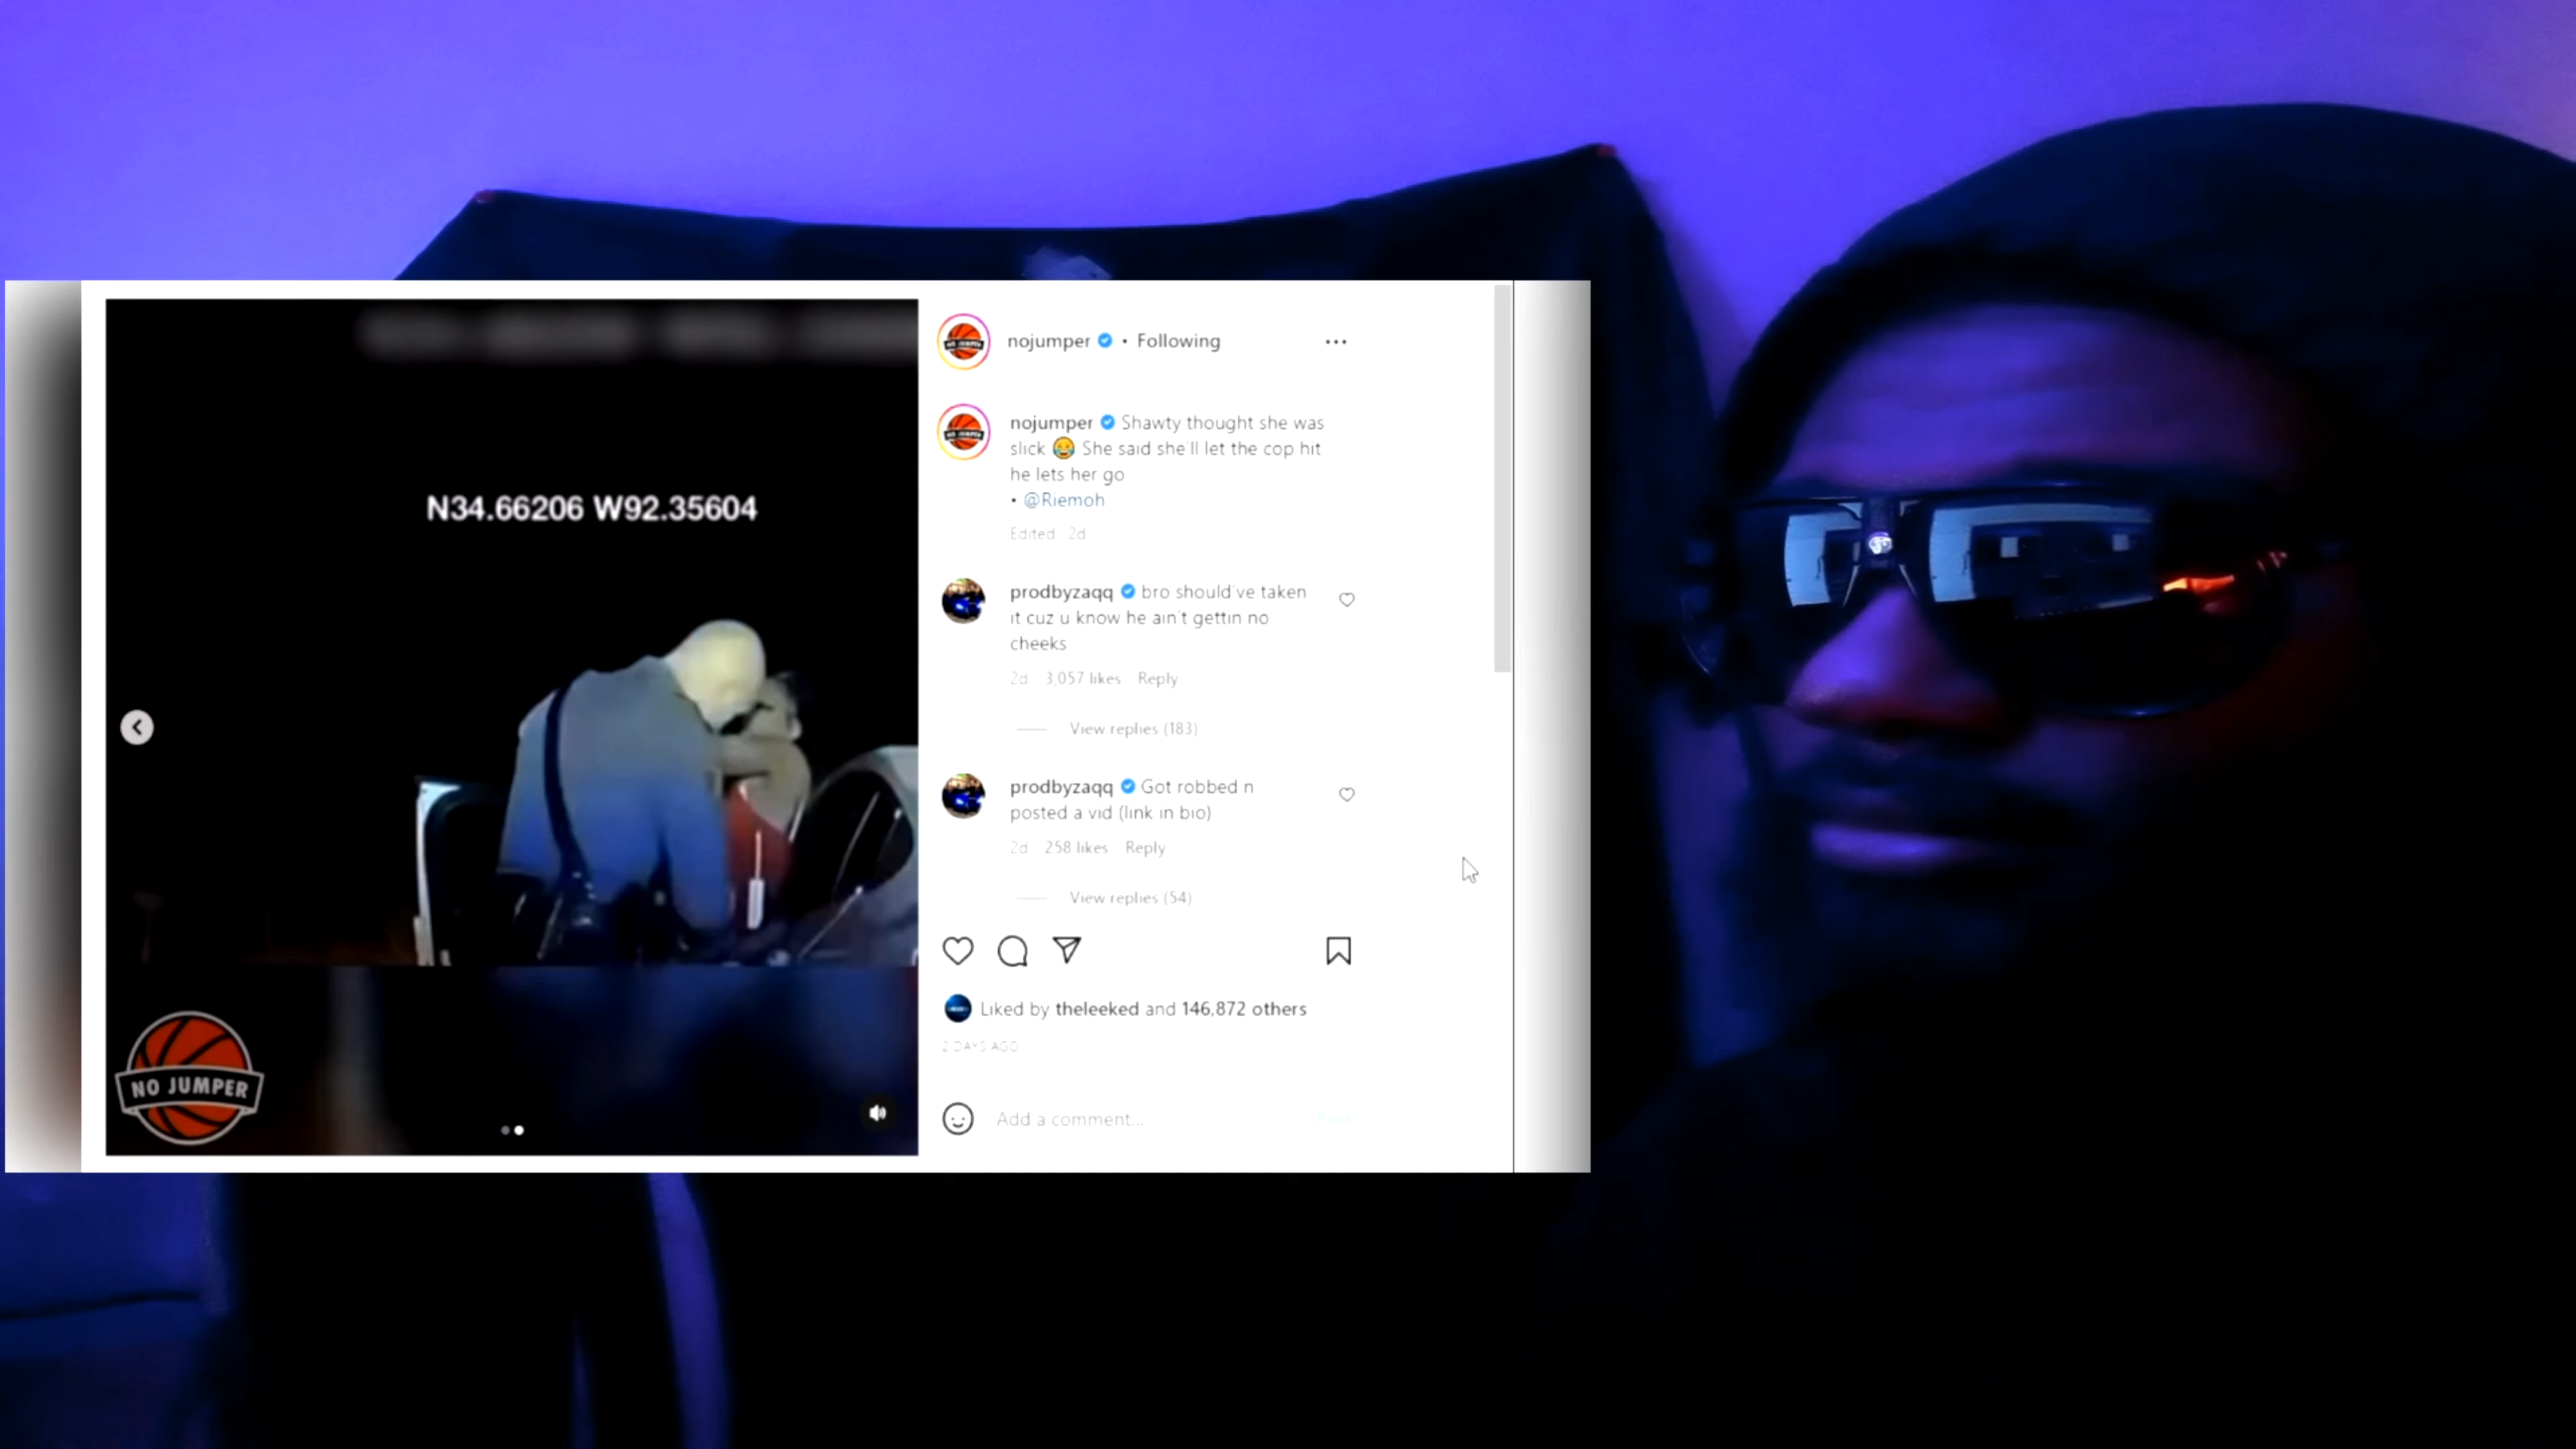 N34.66206 W92.35604
NO JUMPER
nojumper • Following
nojumper Shawty thought she was
slick 😂 She said she'll let the cop hit
he lets her go
• @Riemoh
Edited 2d
prodbyzaqq bro should've taken
it cuz u know he ain't gettin no
cheeks
2d 3,057 likes Reply
View replies (183)
prodbyzaqq Got robbed n
posted a vid (link in bio)
2d 258 likes Reply
View replies (54)
Liked by theleeked and 146,872 others
2 DAYS AGO
Add a comment... Post